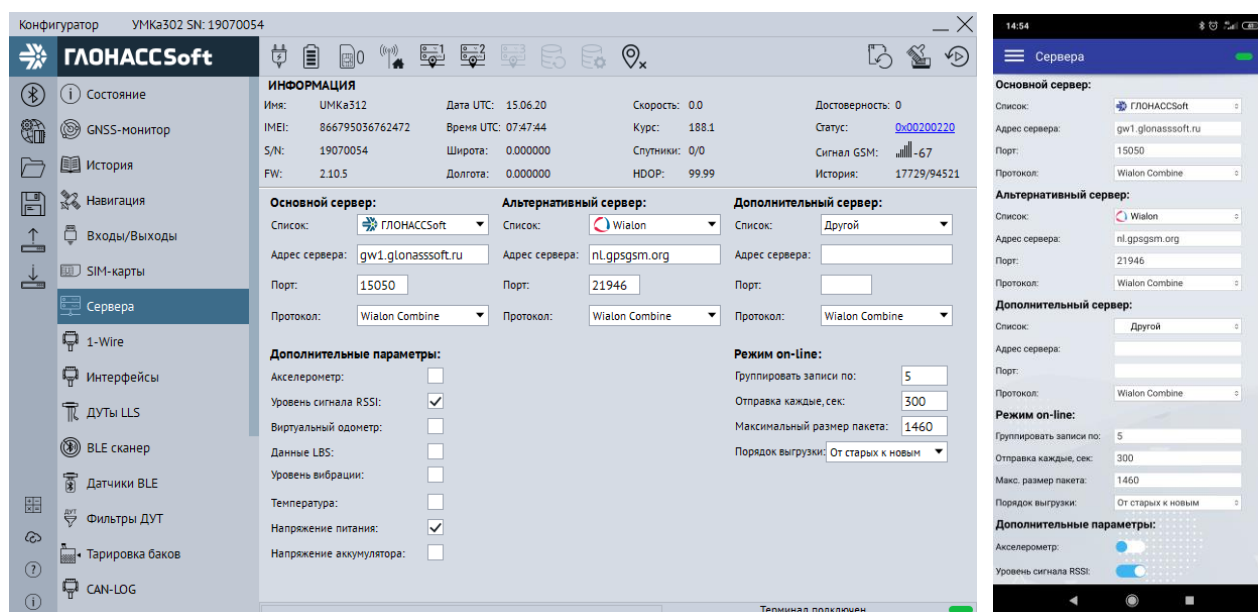 Конфигуратор УМКа302 SN: 19070054
ГЛОНАССSoft
0
1
2
Состояние
GNSS-монитор
История
Навигация
Входы/Выходы
SIM-карты
Сервера
1-Wire
Интерфейсы
ДУТы LLS
BLE сканер
Датчики BLE
Фильтры ДУТ
Тарировка баков
CAN-LOG
ИНФОРМАЦИЯ
Имя: UMKa312 Дата UTC: 15.06.20 Скорость: 0.0 Достоверность: 0
IMEI: 866795036762472 Время UTC: 07:47:44 Курс: 188.1 Статус: 0x00200220
S/N: 19070054 Широта: 0.000000 Спутники: 0/0 Сигнал GSM: -67
FW: 2.10.5 Долгота: 0.000000 HDOP: 99.99 История: 17729/94521
Основной сервер: Альтернативный сервер: Дополнительный сервер:
Список: ГЛОНАССSoft Список: Wialon Список: Другой
Адрес сервера: gw1.glonasssoft.ru Адрес сервера: nl.gpsgsm.org Адрес сервера:
Порт: 15050 Порт: 21946 Порт:
Протокол: Wialon Combine Протокол: Wialon Combine Протокол: Wialon Combine
Дополнительные параметры: Режим on-line:
Акселерометр: Группировать записи по: 5
Уровень сигнала RSSI: Отправка каждые, сек: 300
Виртуальный одометр: Максимальный размер пакета: 1460
Данные LBS: Порядок выгрузки: От старых к новым
Уровень вибрации:
Температура:
Напряжение питания:
Напряжение аккумулятора:
Терминал подключен
14:54
Сервера
Основной сервер:
Список: ГЛОНАССSoft
Адрес сервера: gw1.glonasssoft.ru
Порт: 15050
Протокол: Wialon Combine
Альтернативный сервер:
Список: Wialon
Адрес сервера: nl.gpsgsm.org
Порт: 21946
Протокол: Wialon Combine
Дополнительный сервер:
Список: Другой
Адрес сервера:
Порт:
Протокол: Wialon Combine
Режим on-line:
Группировать записи по: 5
Отправка каждые, сек: 300
Макс. размер пакета: 1460
Порядок выгрузки: От старых к новым
Дополнительные параметры:
Акселерометр:
Уровень сигнала RSSI: